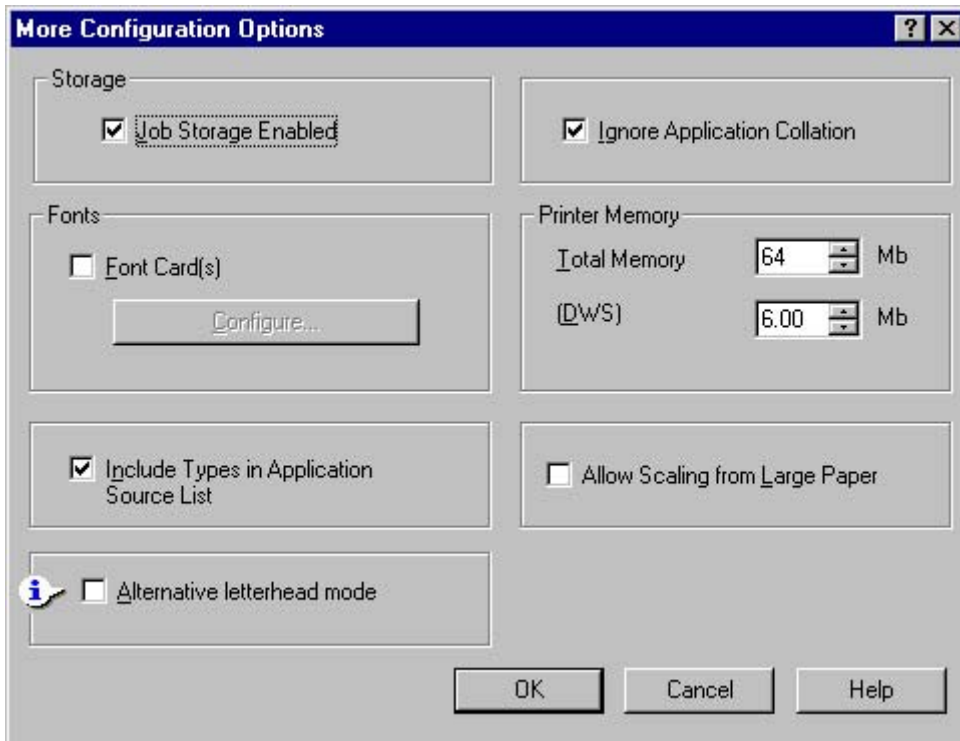 More Configuration Options
Storage
Job Storage Enabled
Ignore Application Collation
Fonts
Font Card(s)
Configure...
Printer Memory
Total Memory 64 Mb
(DWS) 6.00 Mb
Include Types in Application
Source List
Allow Scaling from Large Paper
Alternative letterhead mode
OK Cancel Help